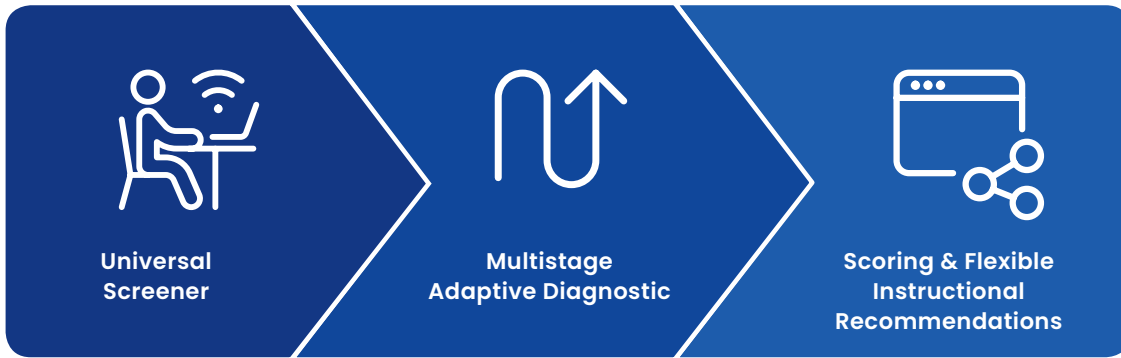 Universal
Screener
Multistage
Adaptive Diagnostic
Scoring & Flexible
Instructional
Recommendations